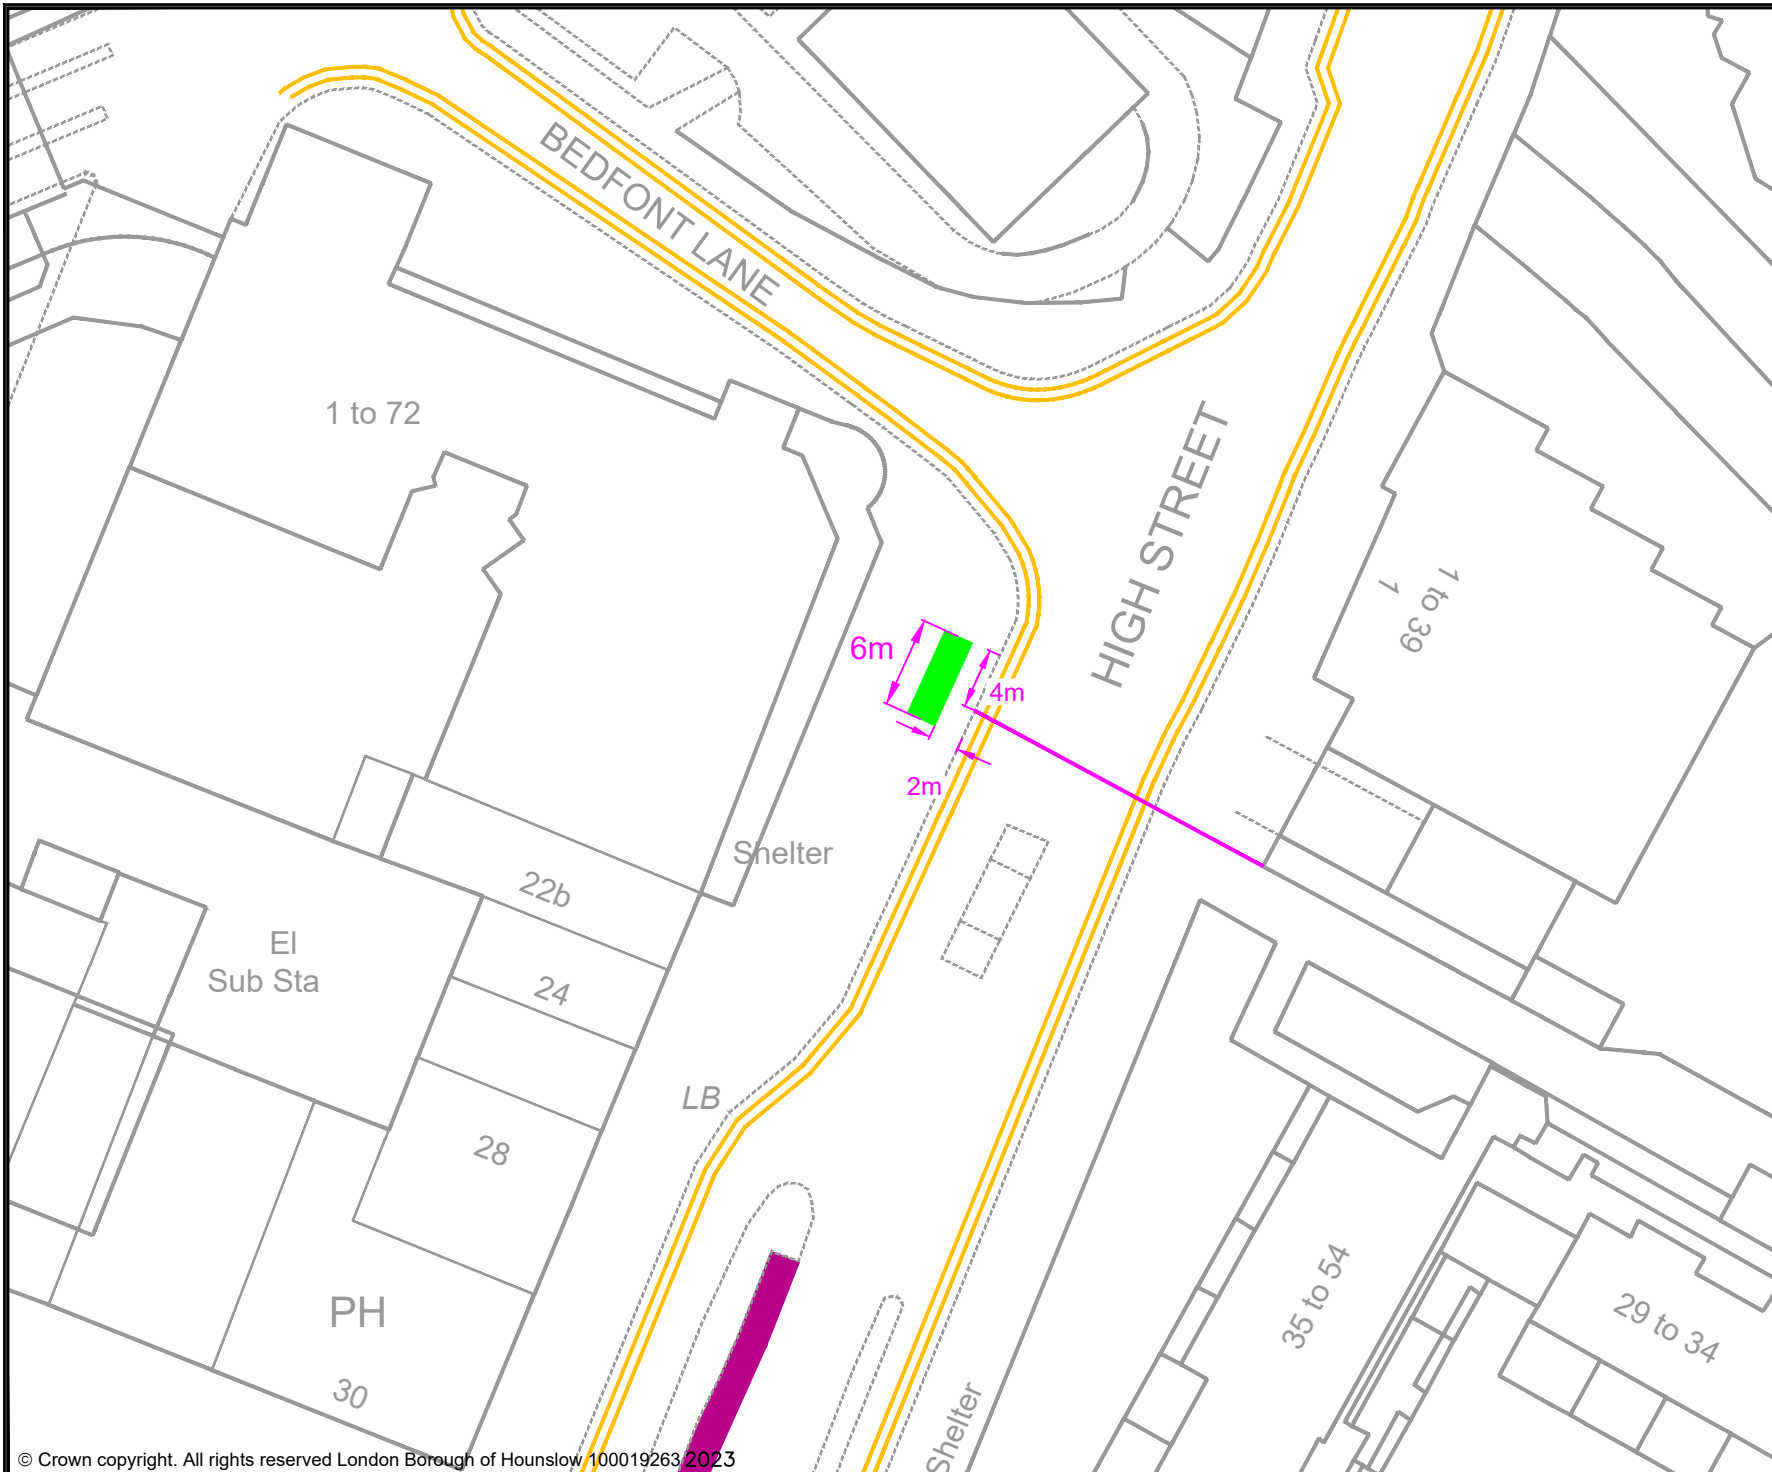 BEDFONT LANE
1 to 72
HIGH STREET
1 to 39
1
6m
4m
2m
Shelter
22b
El
Sub Sta
24
LB
28
PH
30
35 to 54
29 to 34
Shelter
© Crown copyright. All rights reserved London Borough of Hounslow 100019263 2023